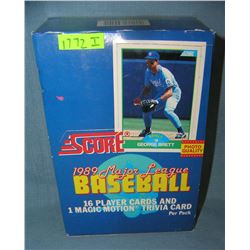 1772 I
GEORGE BRETT
PHOTO
QUALITY
SCORE®
1989 Major League
BASEBALL
16 PLAYER CARDS AND
1 MAGIC MOTION TRIVIA CARD
Per Pack